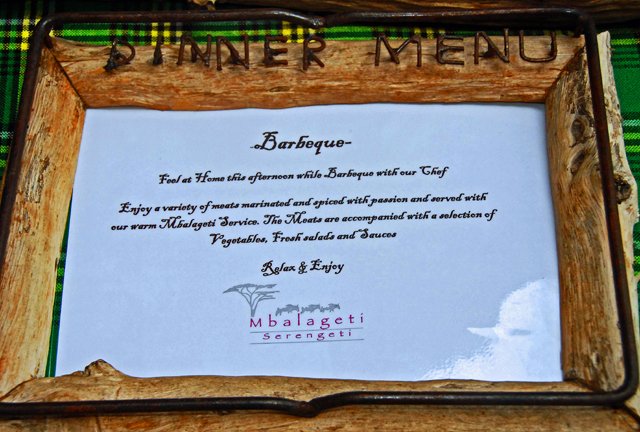 DINNER MENU
-Barbeque-
Feel at Home this afternoon while Barbeque with our Chef
Enjoy a variety of meats marinated and spiced with passion and served with
our warm Mbalageti Service. The Meats are accompanied with a selection of
Vegetables, Fresh salads and Sauces
Relax & Enjoy
Mbalageti
Serengeti